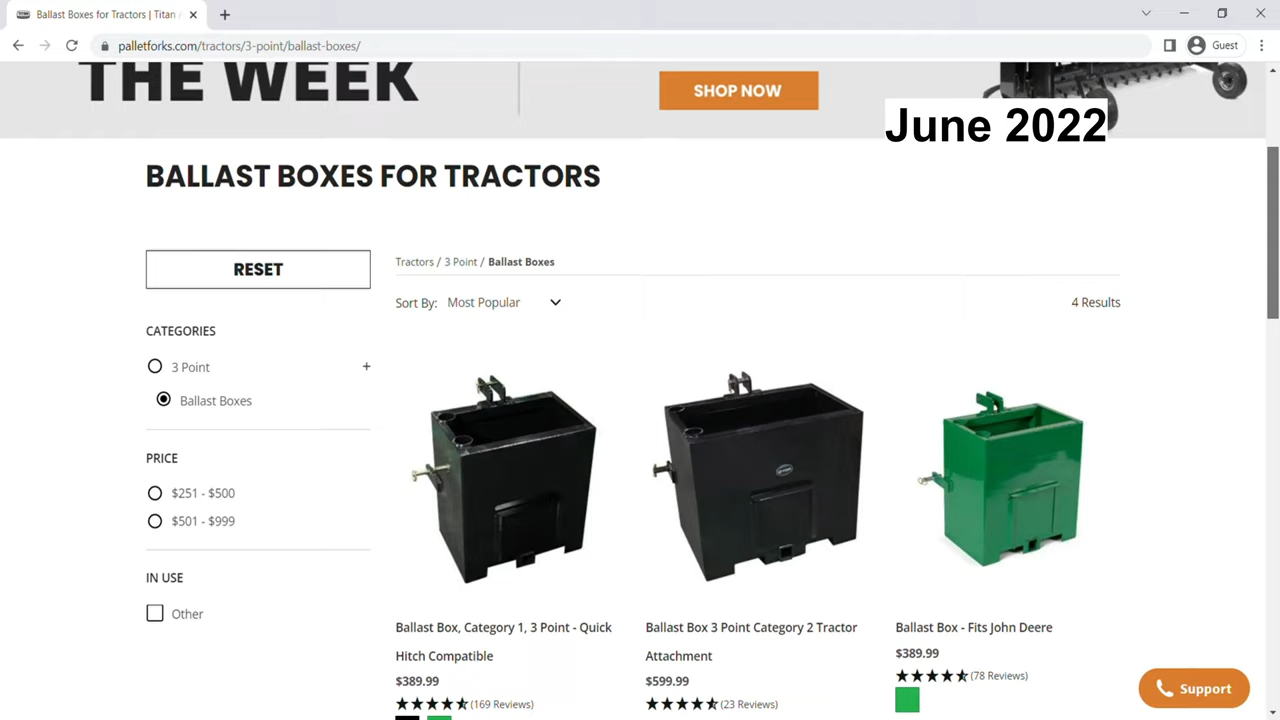 Ballast Boxes for Tractors | Titan
palletforks.com/tractors/3-point/ballast-boxes/
Guest
THE WEEK
SHOP NOW
June 2022
BALLAST BOXES FOR TRACTORS
RESET
Tractors / 3 Point / Ballast Boxes
Sort By: Most Popular
4 Results
CATEGORIES
3 Point +
Ballast Boxes
PRICE
$251 - $500
$501 - $999
IN USE
Other
Ballast Box, Category 1, 3 Point - Quick
Hitch Compatible
$389.99
(169 Reviews)
Ballast Box 3 Point Category 2 Tractor
Attachment
$599.99
(23 Reviews)
Ballast Box - Fits John Deere
$389.99
(78 Reviews)
Support